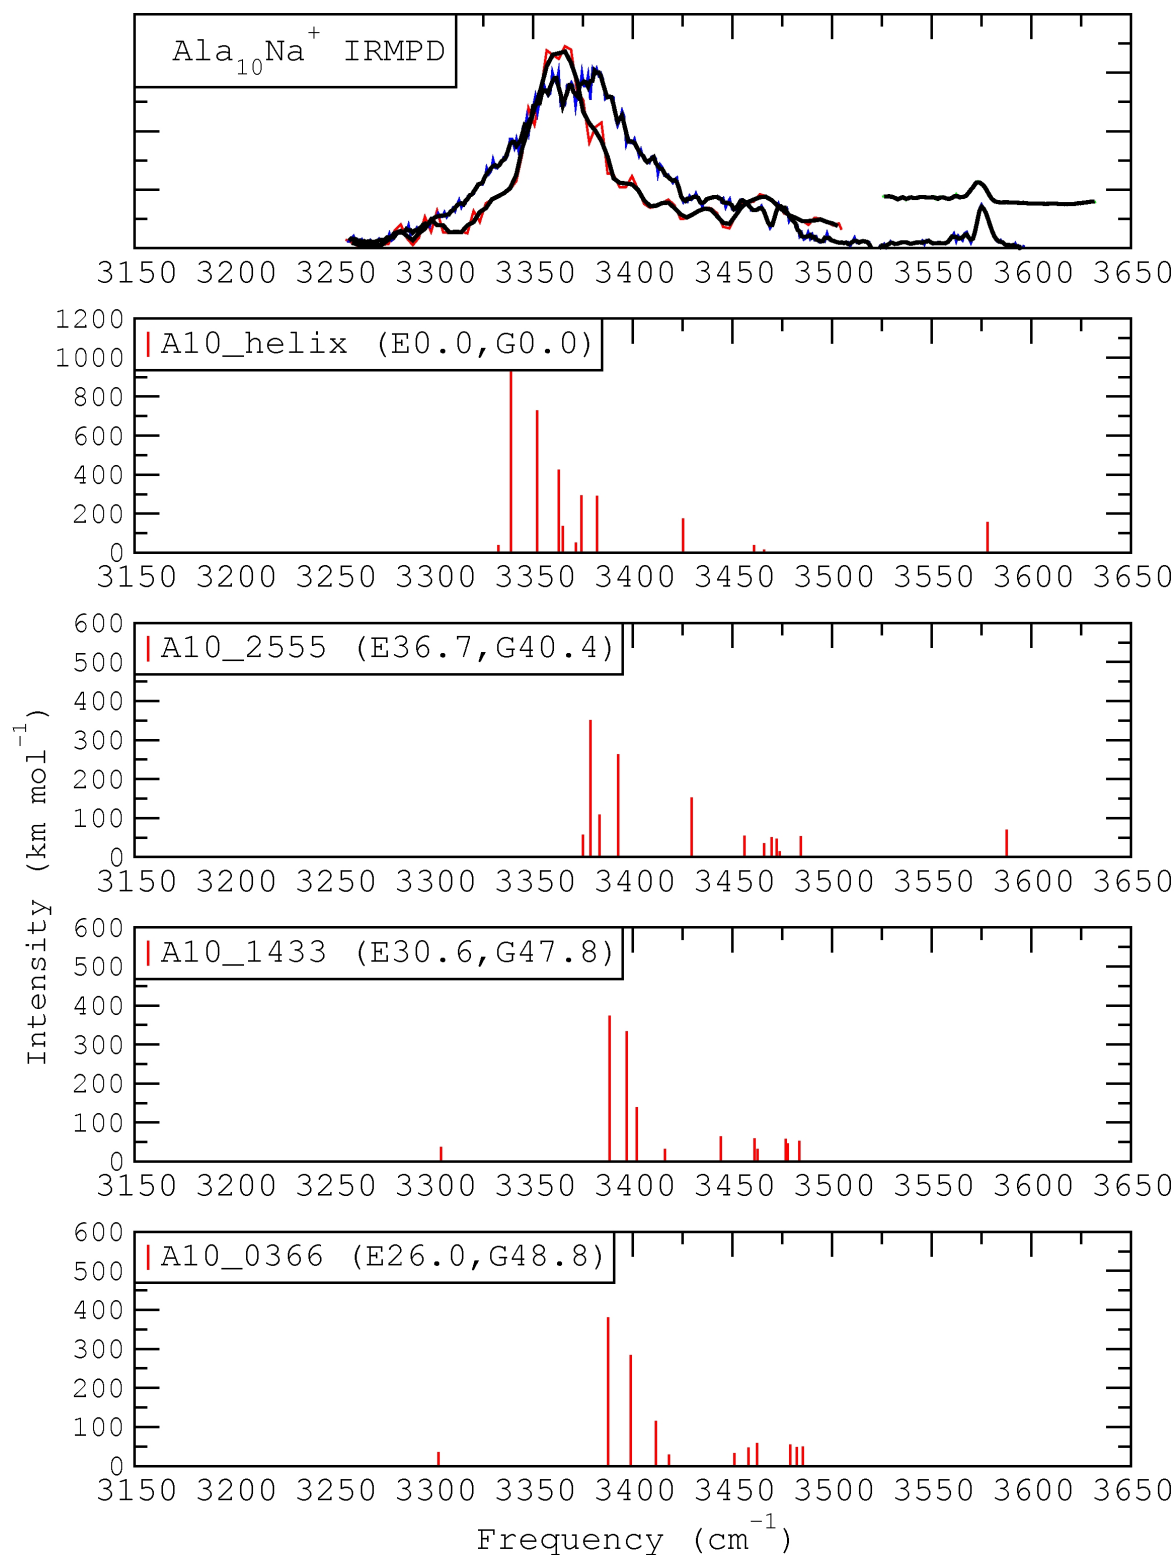 Ala₁₀Na⁺ IRMPD
3150 3200 3250 3300 3350 3400 3450 3500 3550 3600 3650
A10_helix (E0.0,G0.0)
1200
1000
800
600
400
200
0
3150 3200 3250 3300 3350 3400 3450 3500 3550 3600 3650
A10_2555 (E36.7,G40.4)
600
500
400
300
200
100
0
3150 3200 3250 3300 3350 3400 3450 3500 3550 3600 3650
Intensity (km mol⁻¹)
A10_1433 (E30.6,G47.8)
600
500
400
300
200
100
0
3150 3200 3250 3300 3350 3400 3450 3500 3550 3600 3650
A10_0366 (E26.0,G48.8)
600
500
400
300
200
100
0
3150 3200 3250 3300 3350 3400 3450 3500 3550 3600 3650
Frequency (cm⁻¹)